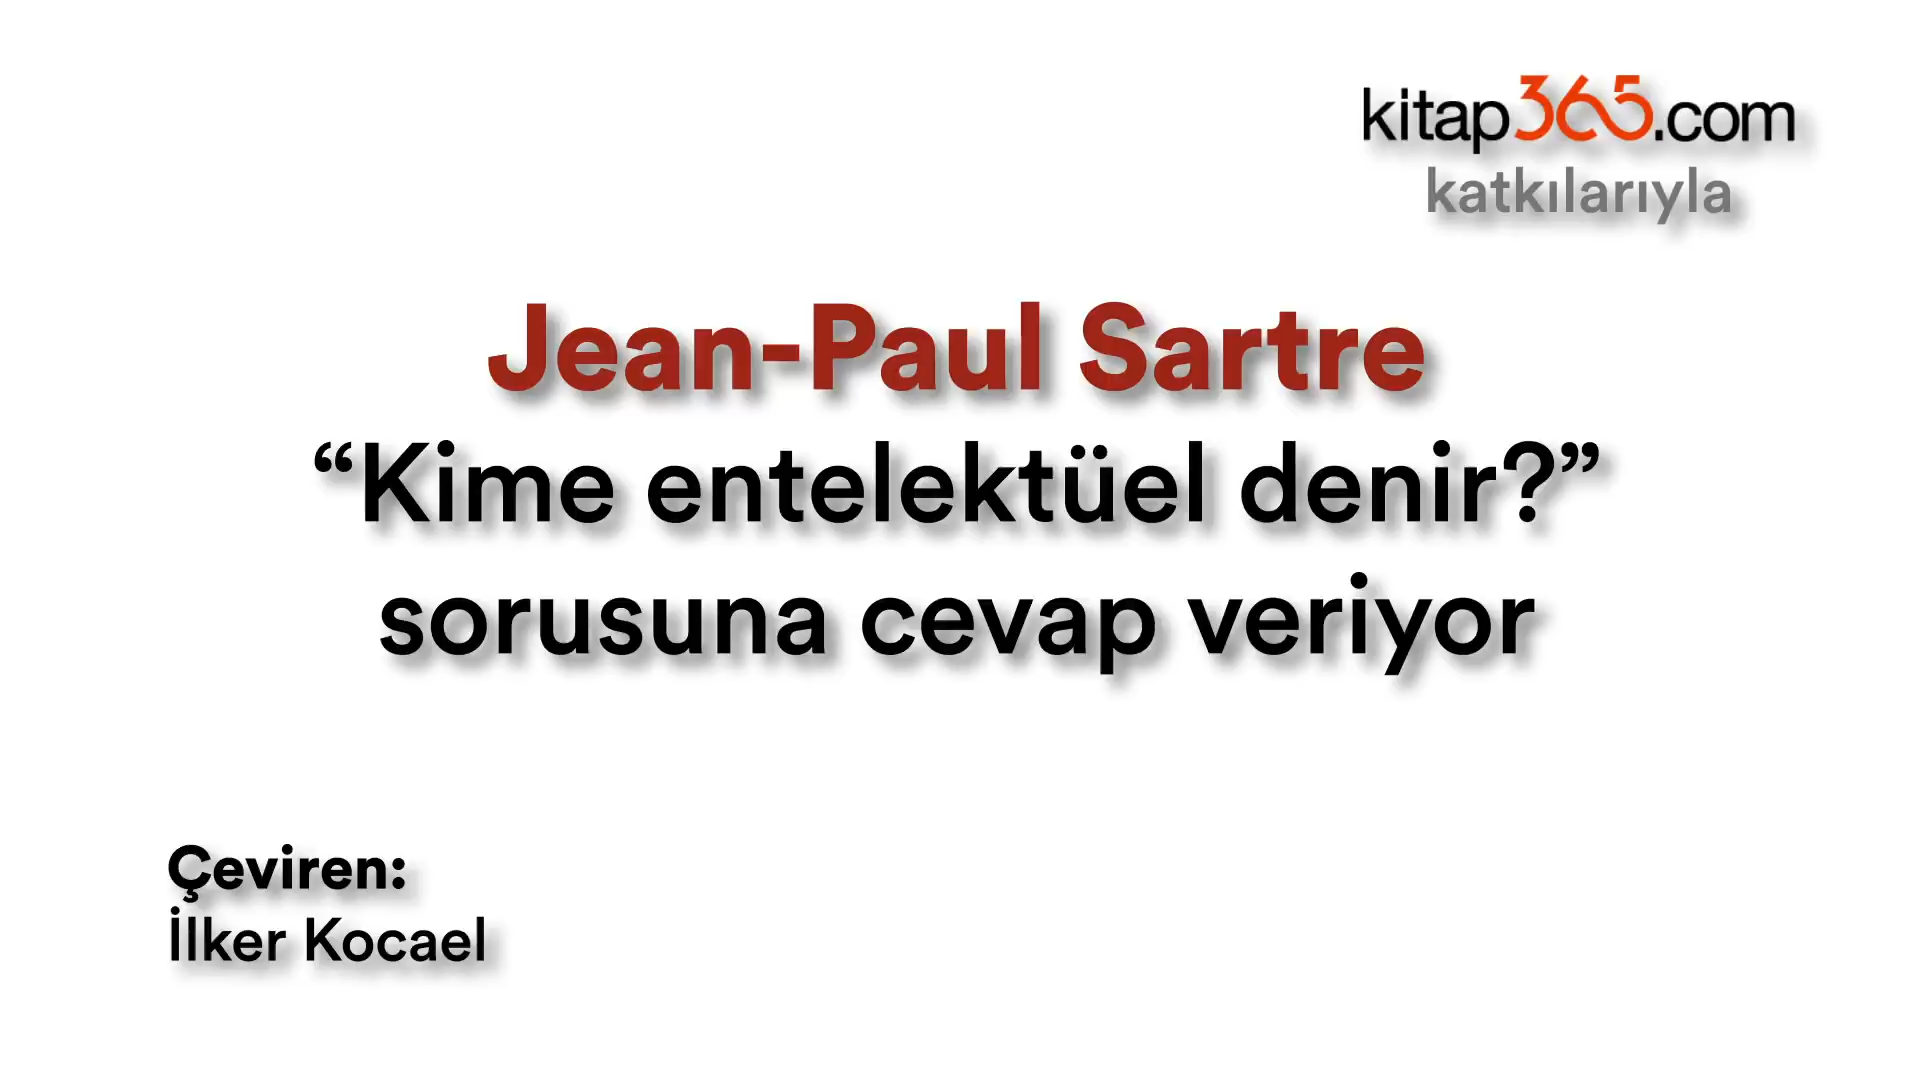 kitap365.com
katkılarıyla
Jean-Paul Sartre
“Kime entelektüel denir?”
sorusuna cevap veriyor
Çeviren:
İlker Kocael